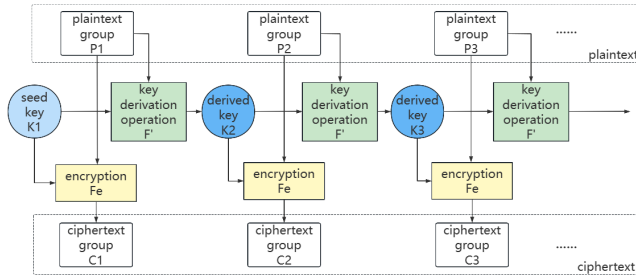 plaintext
group
P1
plaintext
group
P2
plaintext
group
P3
......
plaintext
seed
key
K1
key
derivation
operation
F'
derived
key
K2
key
derivation
operation
F'
derived
key
K3
key
derivation
operation
F'
encryption
Fe
encryption
Fe
encryption
Fe
ciphertext
group
C1
ciphertext
group
C2
ciphertext
group
C3
......
ciphertext